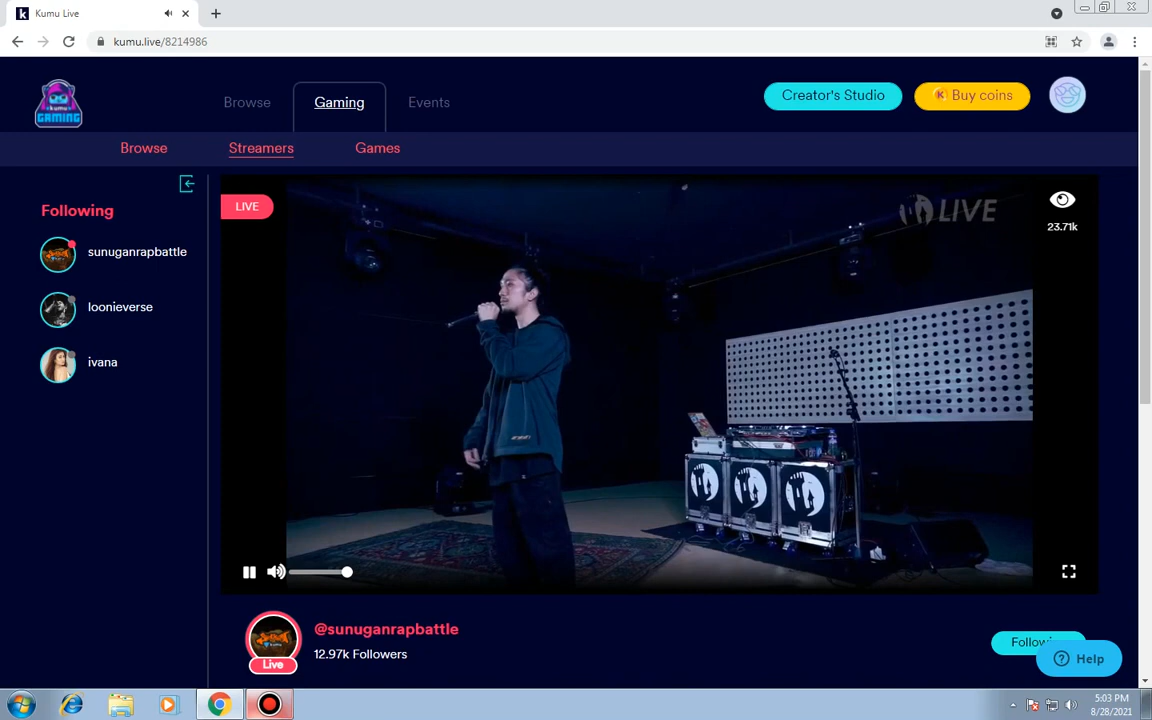 Kumu Live
kumu.live/8214986
kumu
GAMING
Browse
Gaming
Events
Creator's Studio
Buy coins
Browse
Streamers
Games
Following
sunuganrapbattle
loonieverse
ivana
LIVE
LIVE
23.71k
@sunuganrapbattle
12.97k Followers
Live
Help
5:03 PM
8/28/2021